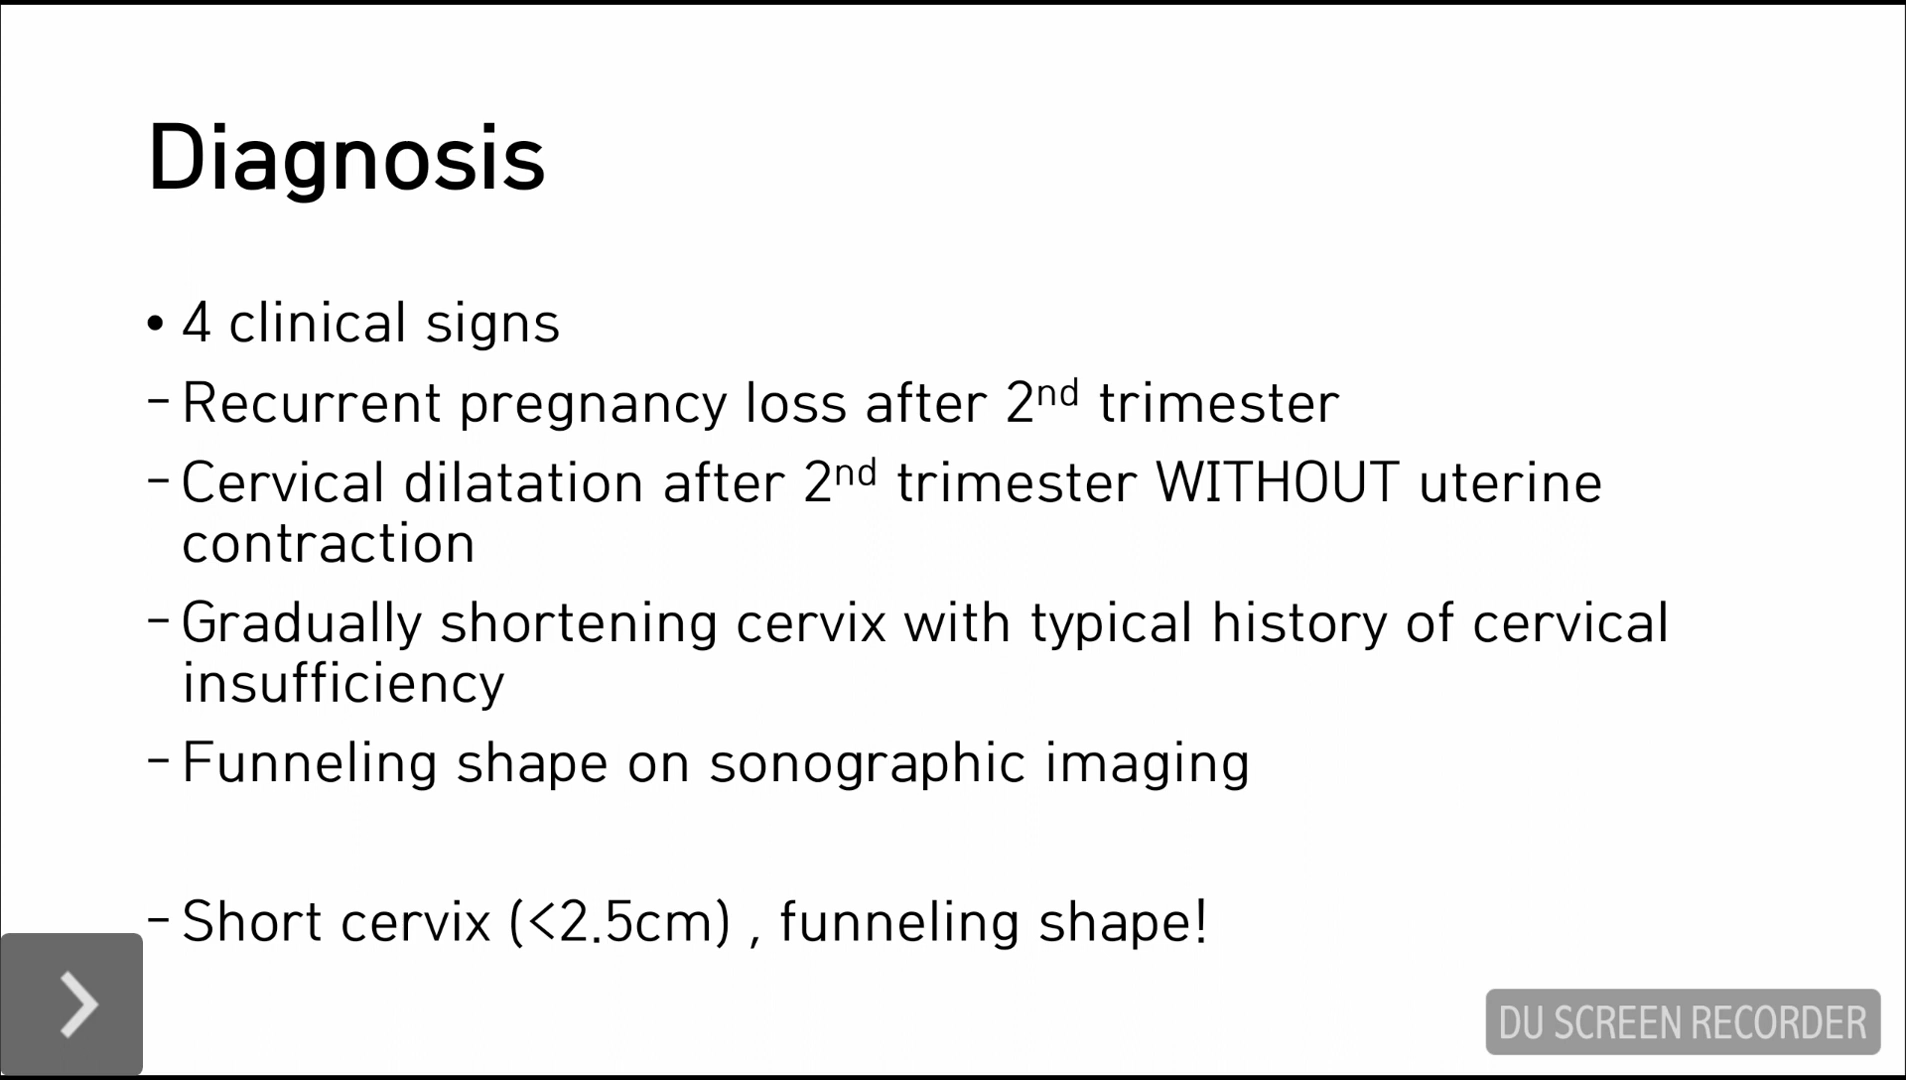 Diagnosis
• 4 clinical signs
– Recurrent pregnancy loss after 2nd trimester
– Cervical dilatation after 2nd trimester WITHOUT uterine
contraction
– Gradually shortening cervix with typical history of cervical
insufficiency
– Funneling shape on sonographic imaging
– Short cervix (<2.5cm) , funneling shape!
DU SCREEN RECORDER